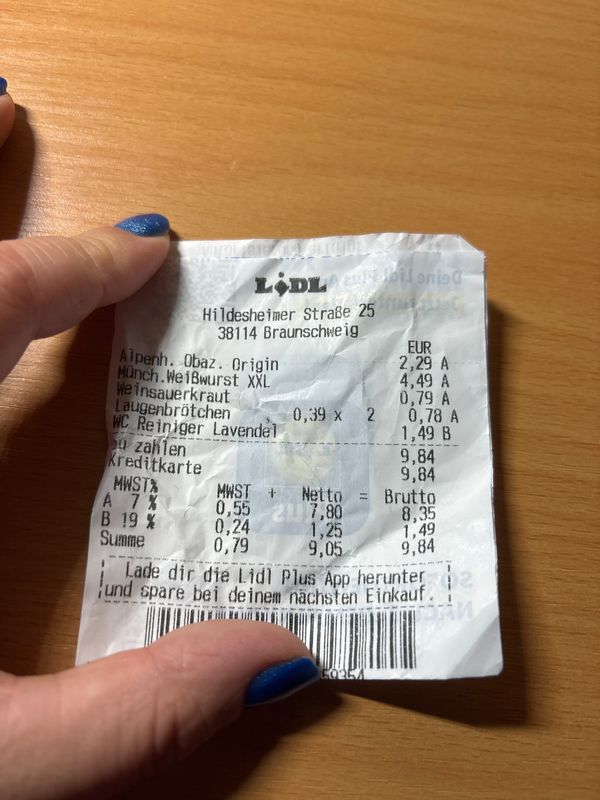 LiDL
Hildesheimer Straße 25
38114 Braunschweig
EUR
Alpenh. Obaz. Origin 2,29 A
Münch.Weißwurst XXL 4,49 A
Weinsauerkraut 0,79 A
Laugenbrötchen 0,39 x 2 0,78 A
WC Reiniger Lavendel 1,49 B
zu zahlen 9,84
Kreditkarte 9,84
MWST% MWST + Netto = Brutto
A 7 % 0,55 7,80 8,35
B 19 % 0,24 1,25 1,49
Summe 0,79 9,05 9,84
Lade dir die Lidl Plus App herunter
und spare bei deinem nächsten Einkauf.
59354